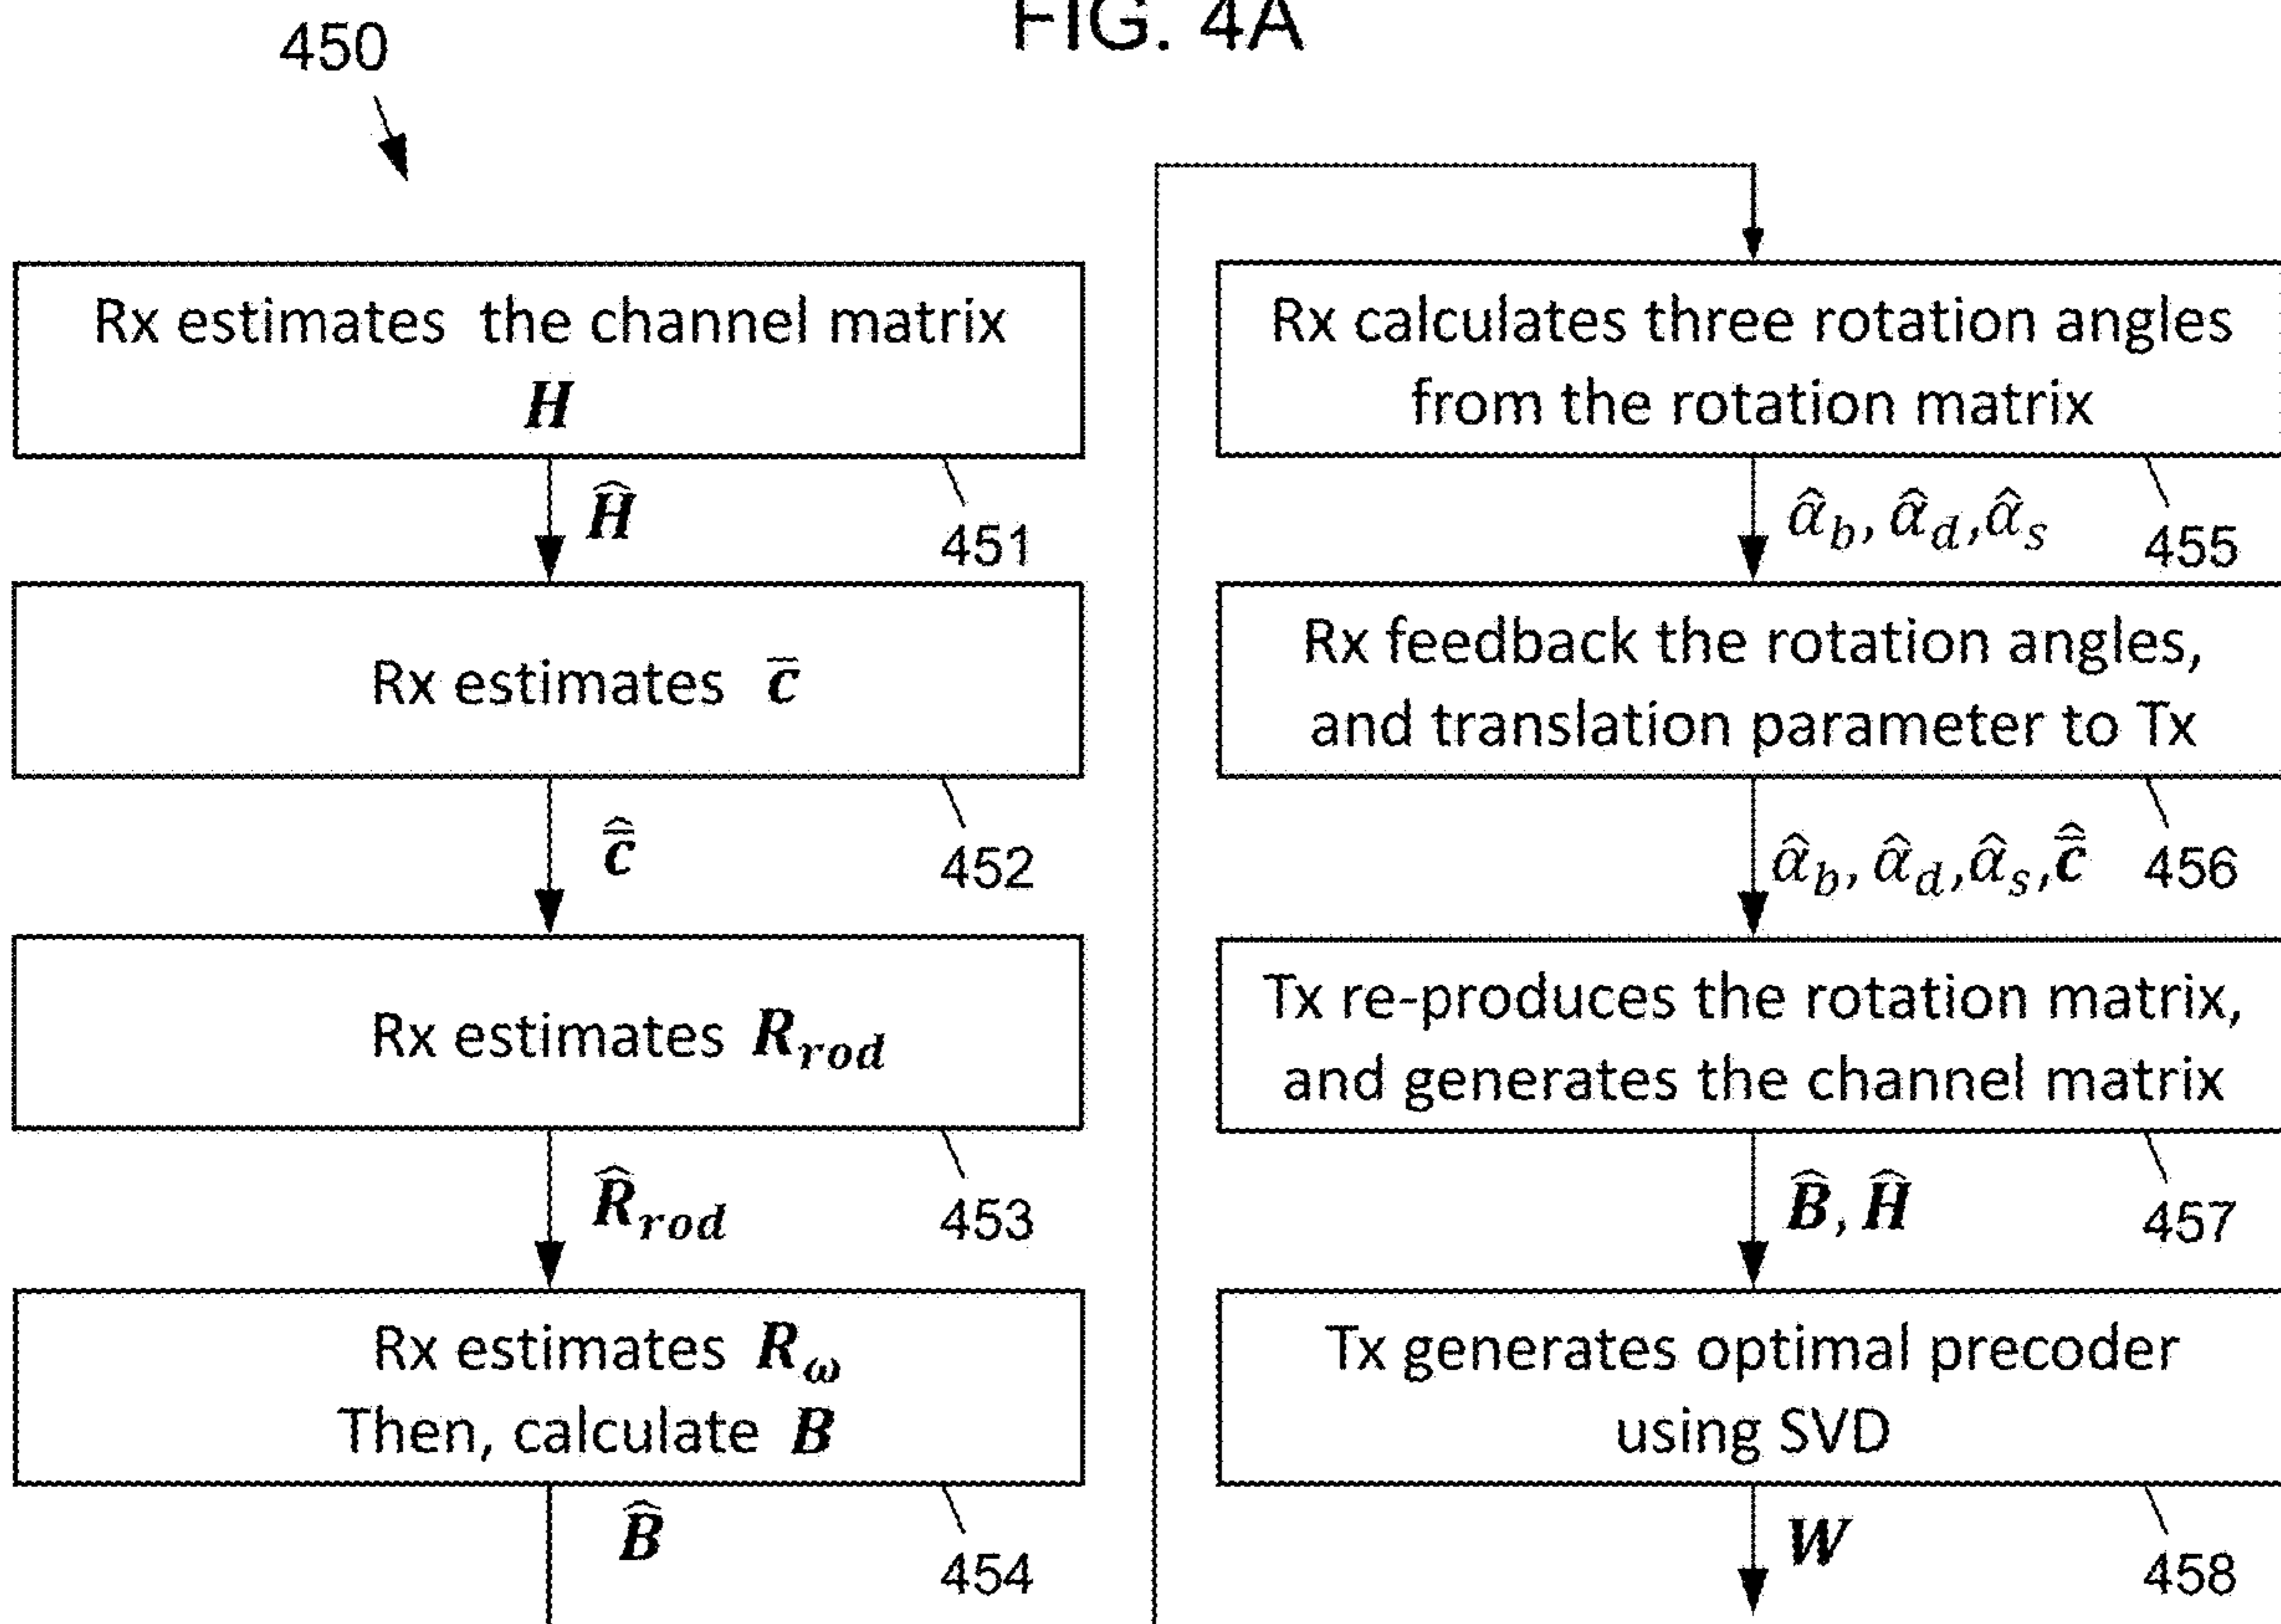 FIG. 4A
450
Rx estimates the channel matrix
H
Ĥ
451
Rx estimates c̄
c̄̂
452
Rx estimates R_rod
R̂_rod
453
Rx estimates R_ω
Then, calculate B
B̂
454
Rx calculates three rotation angles
from the rotation matrix
α̂_b, α̂_d, α̂_s
455
Rx feedback the rotation angles,
and translation parameter to Tx
α̂_b, α̂_d, α̂_s, c̄̂
456
Tx re-produces the rotation matrix,
and generates the channel matrix
B̂, Ĥ
457
Tx generates optimal precoder
using SVD
W
458